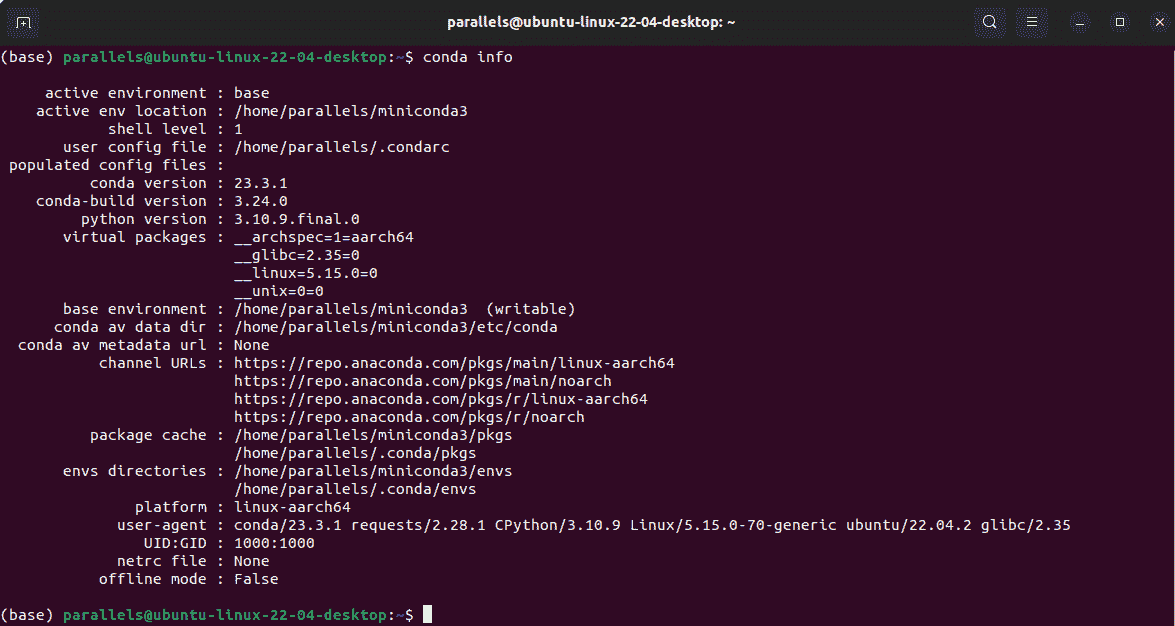 parallels@ubuntu-linux-22-04-desktop: ~
(base) parallels@ubuntu-linux-22-04-desktop:~$ conda info
active environment : base
active env location : /home/parallels/miniconda3
shell level : 1
user config file : /home/parallels/.condarc
populated config files :
conda version : 23.3.1
conda-build version : 3.24.0
python version : 3.10.9.final.0
virtual packages : __archspec=1=aarch64
__glibc=2.35=0
__linux=5.15.0=0
__unix=0=0
base environment : /home/parallels/miniconda3  (writable)
conda av data dir : /home/parallels/miniconda3/etc/conda
conda av metadata url : None
channel URLs : https://repo.anaconda.com/pkgs/main/linux-aarch64
https://repo.anaconda.com/pkgs/main/noarch
https://repo.anaconda.com/pkgs/r/linux-aarch64
https://repo.anaconda.com/pkgs/r/noarch
package cache : /home/parallels/miniconda3/pkgs
/home/parallels/.conda/pkgs
envs directories : /home/parallels/miniconda3/envs
/home/parallels/.conda/envs
platform : linux-aarch64
user-agent : conda/23.3.1 requests/2.28.1 CPython/3.10.9 Linux/5.15.0-70-generic ubuntu/22.04.2 glibc/2.35
UID:GID : 1000:1000
netrc file : None
offline mode : False
(base) parallels@ubuntu-linux-22-04-desktop:~$